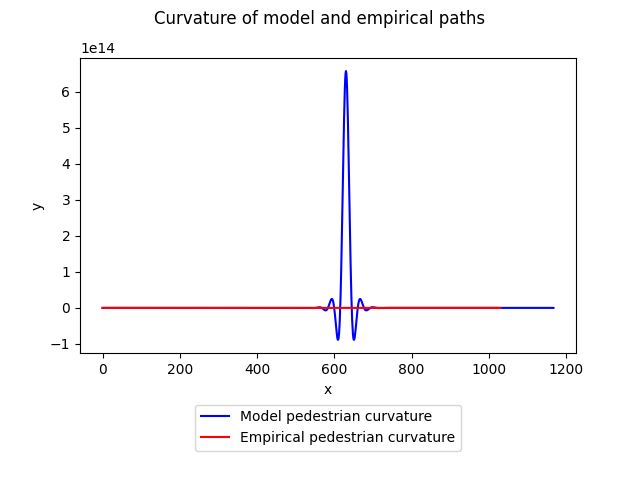 Curvature of model and empirical paths
1e14
6
5
4
3
2
1
0
−1
y
0 200 400 600 800 1000 1200
x
Model pedestrian curvature
Empirical pedestrian curvature